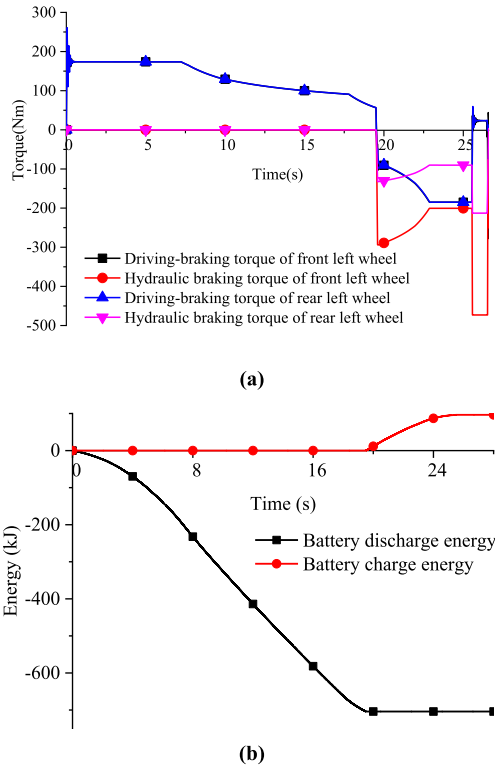 300
200
100
0
-100
-200
-300
-400
-500
Torque(Nm)
0 5 10 15 20 25
Time(s)
Driving-braking torque of front left wheel
Hydraulic braking torque of front left wheel
Driving-braking torque of rear left wheel
Hydraulic braking torque of rear left wheel
(a)
0
-200
-400
-600
Energy (kJ)
0 8 16 24
Time (s)
Battery discharge energy
Battery charge energy
(b)